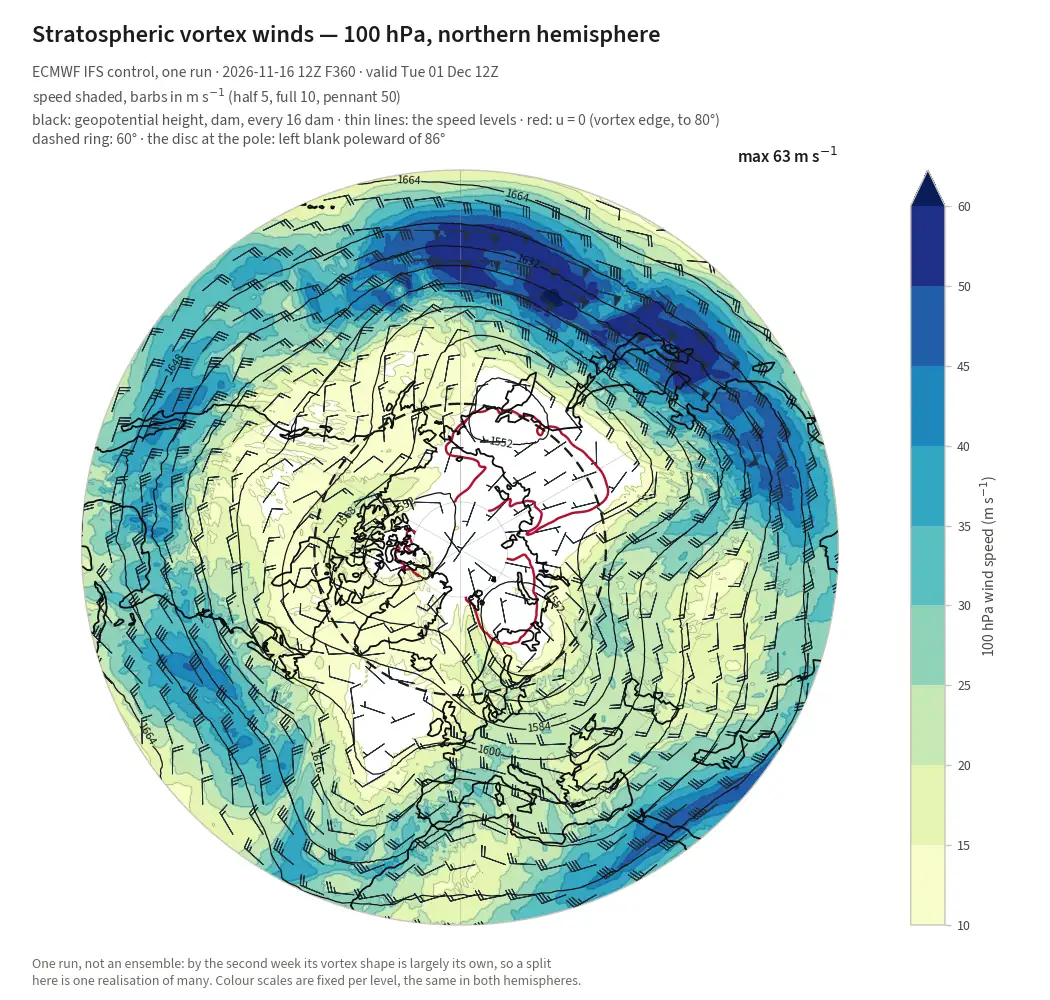 Stratospheric vortex winds — 100 hPa, northern hemisphere
ECMWF IFS control, one run · 2026-11-16 12Z F360 · valid Tue 01 Dec 12Z
speed shaded, barbs in m s⁻¹ (half 5, full 10, pennant 50)
black: geopotential height, dam, every 16 dam · thin lines: the speed levels · red: u = 0 (vortex edge, to 80°)
dashed ring: 60° · the disc at the pole: left blank poleward of 86°
max 63 m s⁻¹
1664
1664
1632
1648
1552
1568
1584
1600
1616
1664
60
50
45
40
35
30
25
20
15
10
100 hPa wind speed (m s⁻¹)
One run, not an ensemble: by the second week its vortex shape is largely its own, so a split
here is one realisation of many. Colour scales are fixed per level, the same in both hemispheres.